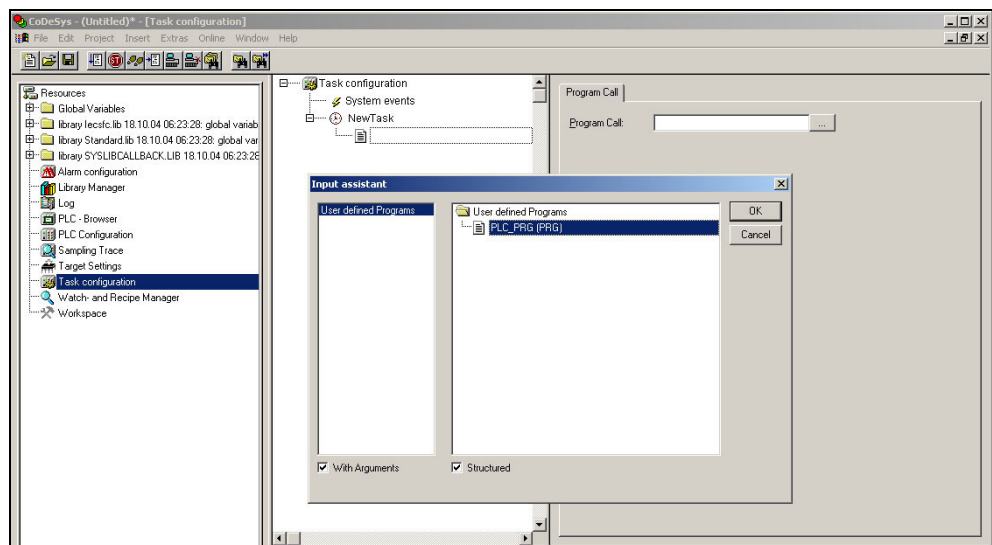 CoDeSys - (Untitled)* - [Task configuration]
File Edit Project Insert Extras Online Window Help
Resources
Global Variables
library Iecsfc.lib 18.10.04 06:23:28: global variab
library Standard.lib 18.10.04 06:23:28: global var
library SYSLIBCALLBACK.LIB 18.10.04 06:23:28
Alarm configuration
Library Manager
Log
PLC - Browser
PLC Configuration
Sampling Trace
Target Settings
Task configuration
Watch- and Recipe Manager
Workspace
Task configuration
System events
NewTask
Program Call
Program Call:
...
Input assistant
User defined Programs
User defined Programs
PLC_PRG (PRG)
OK
Cancel
With Arguments
Structured